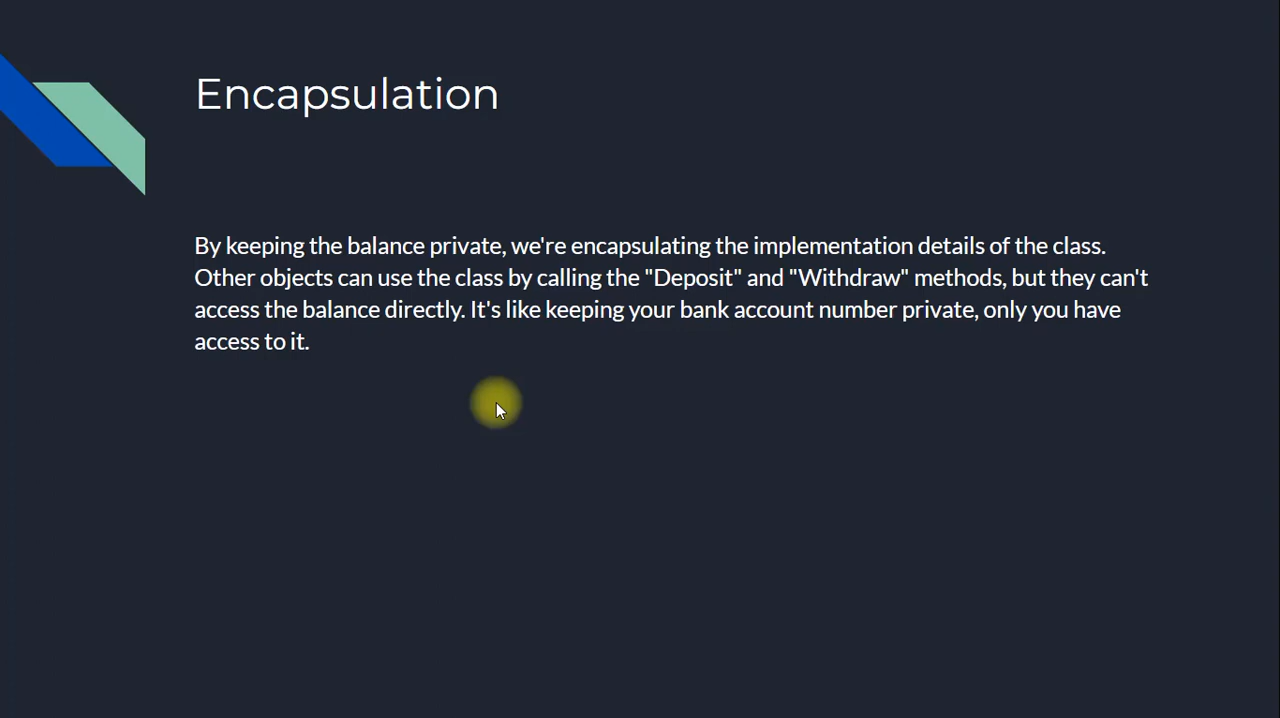 Encapsulation
By keeping the balance private, we're encapsulating the implementation details of the class.
Other objects can use the class by calling the "Deposit" and "Withdraw" methods, but they can't
access the balance directly. It's like keeping your bank account number private, only you have
access to it.